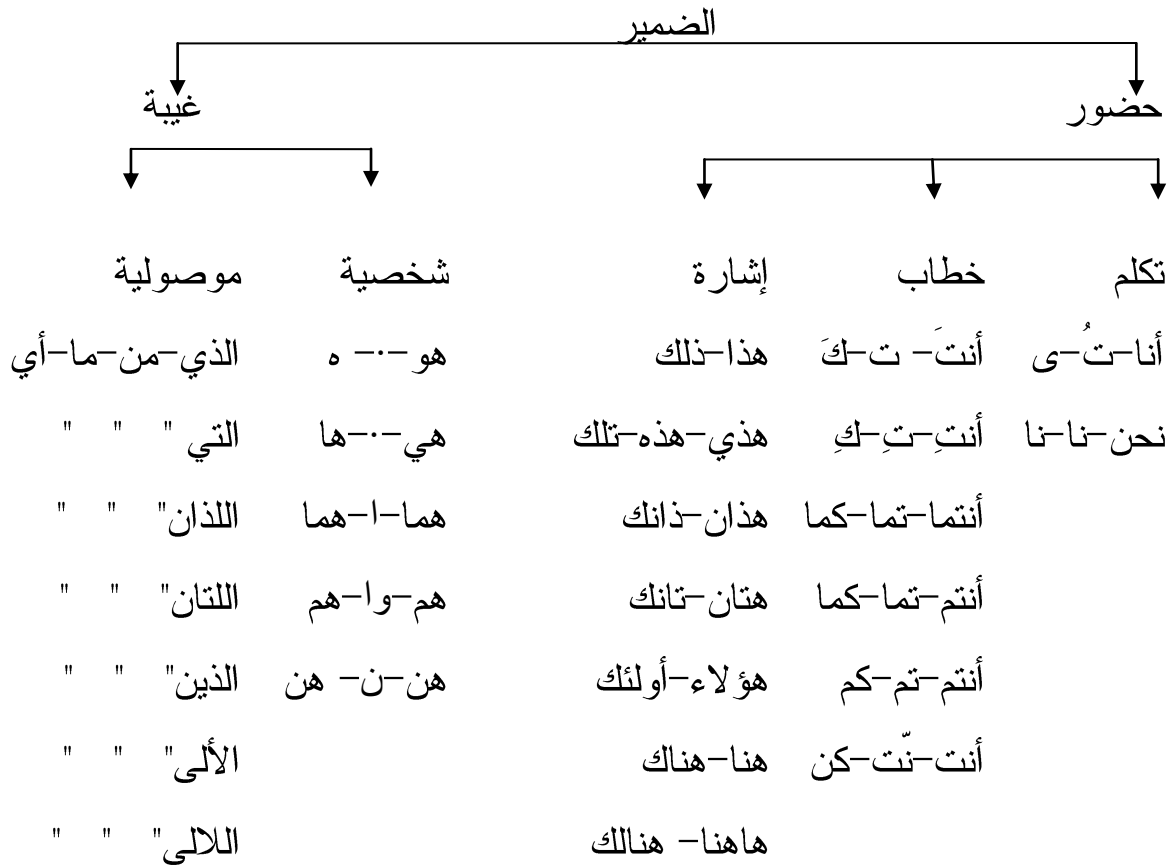 الضمير
حضور غيبة
تكلم خطاب إشارة شخصية موصولية
أنا–تُ–ى أنتَ– ت–كَ هذا–ذلك هو –·– ه الذي–من–ما–أي
نحن–نا–نا أنتِ–تِ–كِ هذي–هذه–تلك هي–·–ها التي " " "
أنتما–تما–كما هذان–ذانك هما–ا–هما اللذان" " "
أنتم–تما–كما هتان–تانك هم–وا–هم اللتان" " "
أنتم–تم–كم هؤلاء–أولئك هن–ن– هن الذين" " "
أنت–نّت–كن هنا–هناك الألى" " "
هاهنا– هنالك اللالى" " "